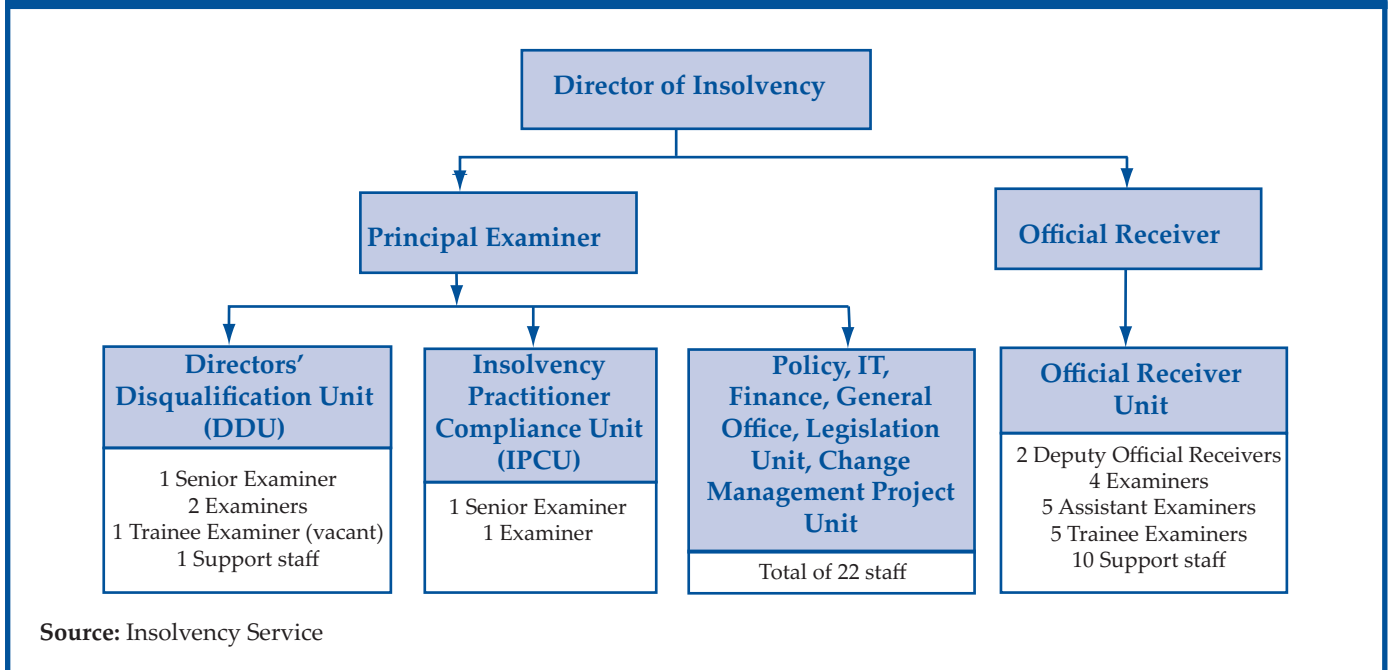 Director of Insolvency
Principal Examiner
Official Receiver
Directors’
Disqualification Unit
(DDU)
1 Senior Examiner
2 Examiners
1 Trainee Examiner (vacant)
1 Support staff
Insolvency
Practitioner
Compliance Unit
(IPCU)
1 Senior Examiner
1 Examiner
Policy, IT,
Finance, General
Office, Legislation
Unit, Change
Management Project
Unit
Total of 22 staff
Official Receiver
Unit
2 Deputy Official Receivers
4 Examiners
5 Assistant Examiners
5 Trainee Examiners
10 Support staff
Source: Insolvency Service